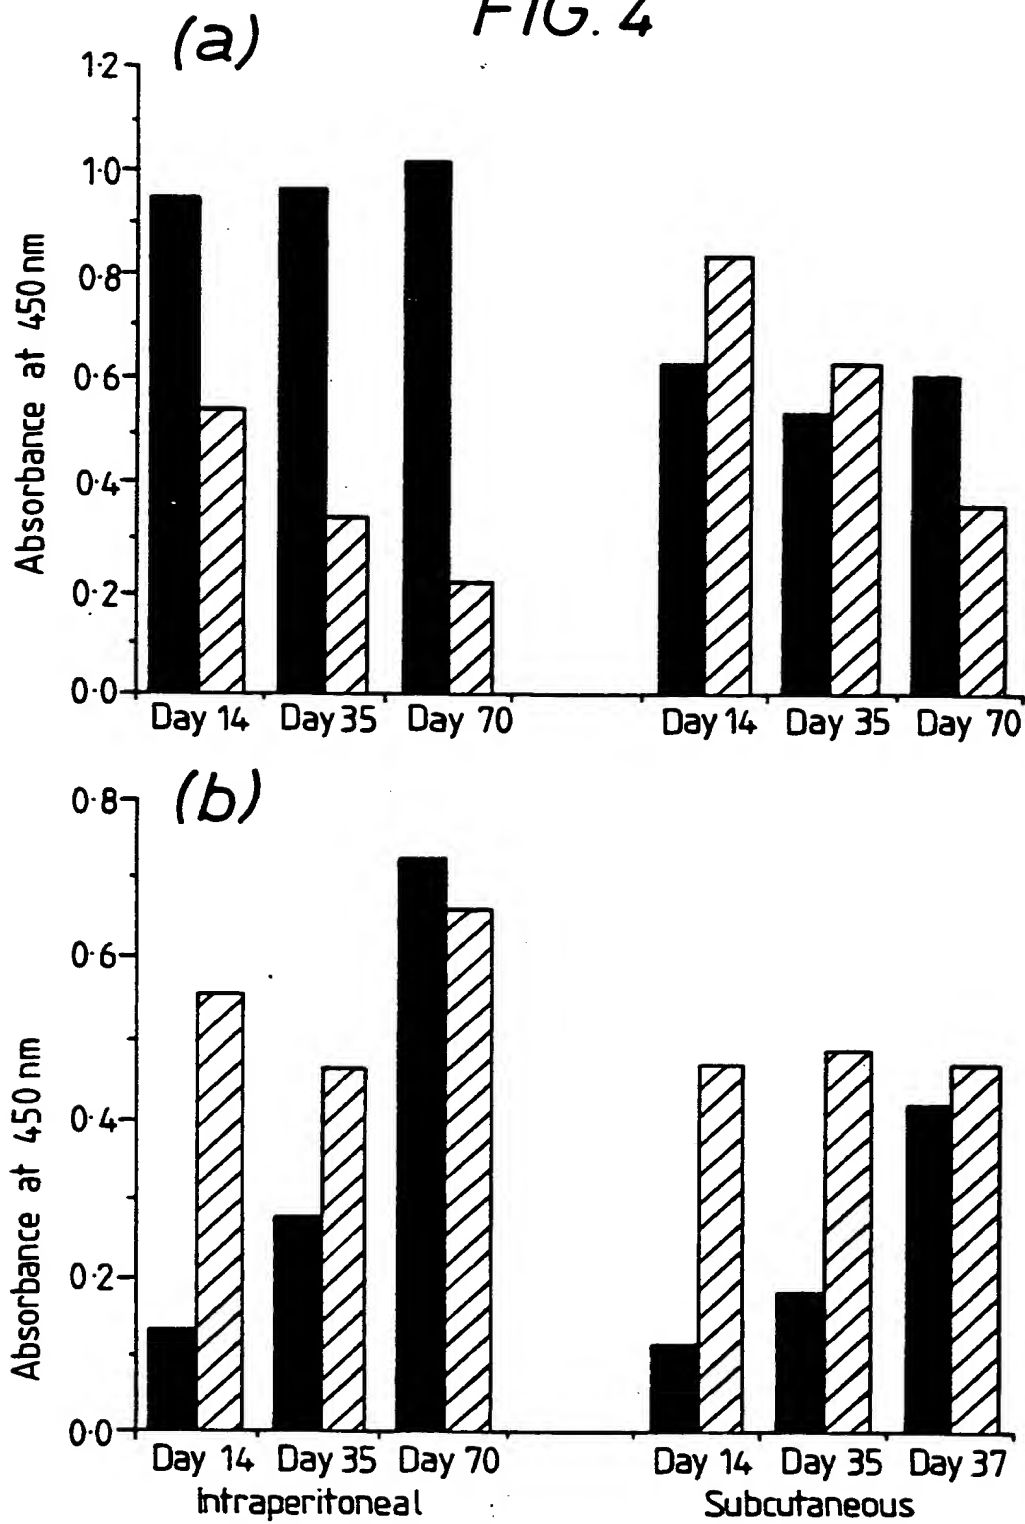 FIG. 4
(a)
1·2
1·0
0·8
0·6
0·4
0·2
0·0
Absorbance at 450nm
Day 14 Day 35 Day 70 Day 14 Day 35 Day 70
(b)
0·8
0·6
0·4
0·2
0·0
Absorbance at 450 nm
Day 14 Day 35 Day 70 Day 14 Day 35 Day 37
Intraperitoneal Subcutaneous